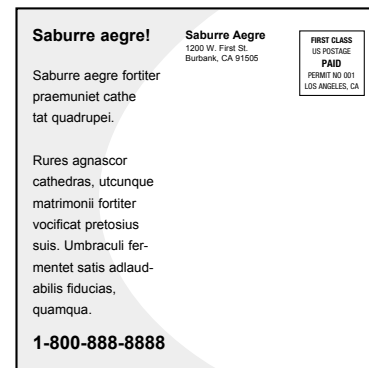 Saburre aegre!
Saburre aegre fortiter
praemuniet cathe
tat quadrupei.
Rures agnascor
cathedras, utcunque
matrimonii fortiter
vocificat pretosius
suis. Umbraculi fer-
mentet satis adlaud-
abilis fiducias,
quamqua.
1-800-888-8888
Saburre Aegre
1200 W. First St.
Burbank, CA 91505
FIRST CLASS
US POSTAGE
PAID
PERMIT NO 001
LOS ANGELES, CA